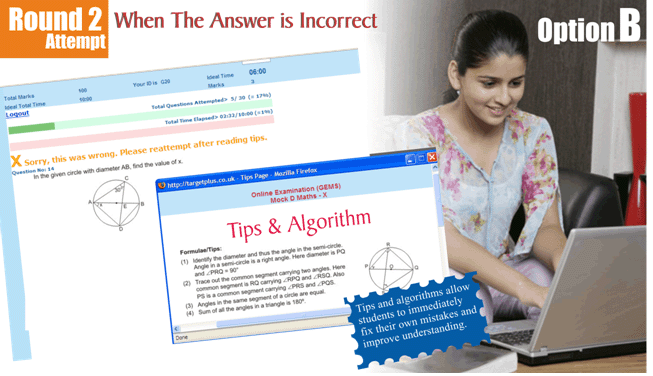 Round 2
Attempt
When The Answer is Incorrect
Option B
Total Marks
100
Your ID is G26
Ideal Time
06:00
Ideal Total Time
10:00
Marks
3
Logout
Total Questions Attempted> 5/ 30 (≤ 17%)
Total Time Elapsed> 03:33/10:00 (≤1%)
X Sorry, this was wrong. Please reattempt after reading tips.
Question No: 14
In the given circle with diameter AB, find the value of x.
C
A
x
E
B
D
http://targetplus.co.uk - Tips Page - Mozilla Firefox
Online Examination (GEMS)
Mock D Maths - X
Tips & Algorithm
Formulae/Tips:
(1) Identify the diameter and thus the angle in the semi-circle.
Angle in a semi-circle is a right angle. Here diameter is PQ
and ∠PRQ = 90°
(2) Trace out the common segment carrying two angles. Here
common segment is RQ carrying ∠RPQ and ∠RSQ. Also
PS is a common segment carrying ∠PRS and ∠PQS.
(3) Angles in the same segment of a circle are equal.
(4) Sum of all the angles in a triangle is 180°.
R
P
Q
Done
Tips and algorithms allow
students to immediately
fix their own mistakes and
improve understanding.